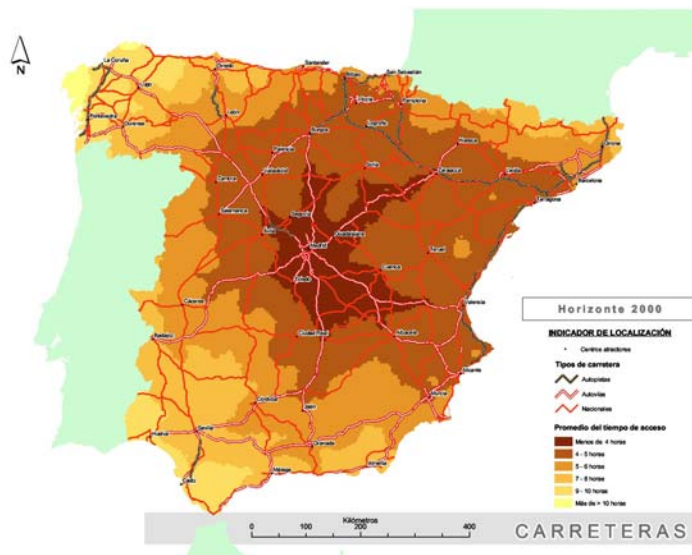 N
La Coruña
Lugo
Pontevedra
Orense
Oviedo
León
Santander
Bilbao
San Sebastián
Vitoria
Pamplona
Logroño
Burgos
Palencia
Huesca
Girona
Zamora
Valladolid
Soria
Zaragoza
Lleida
Barcelona
Tarragona
Salamanca
Segovia
Avila
Guadalajara
Madrid
Teruel
Toledo
Cuenca
Cáceres
Valencia
Badajoz
Ciudad Real
Albacete
Alicante
Murcia
Córdoba
Jaén
Huelva
Sevilla
Granada
Almería
Málaga
Cádiz
Horizonte 2000
INDICADOR DE LOCALIZACIÓN
Centros atractores
Tipos de carretera
Autopistas
Autovías
Nacionales
Promedio del tiempo de acceso
Menos de 4 horas
4 - 5 horas
5 - 6 horas
7 - 8 horas
9 - 10 horas
Más de > 10 horas
Kilómetros
0 100 200 400
CARRETERAS